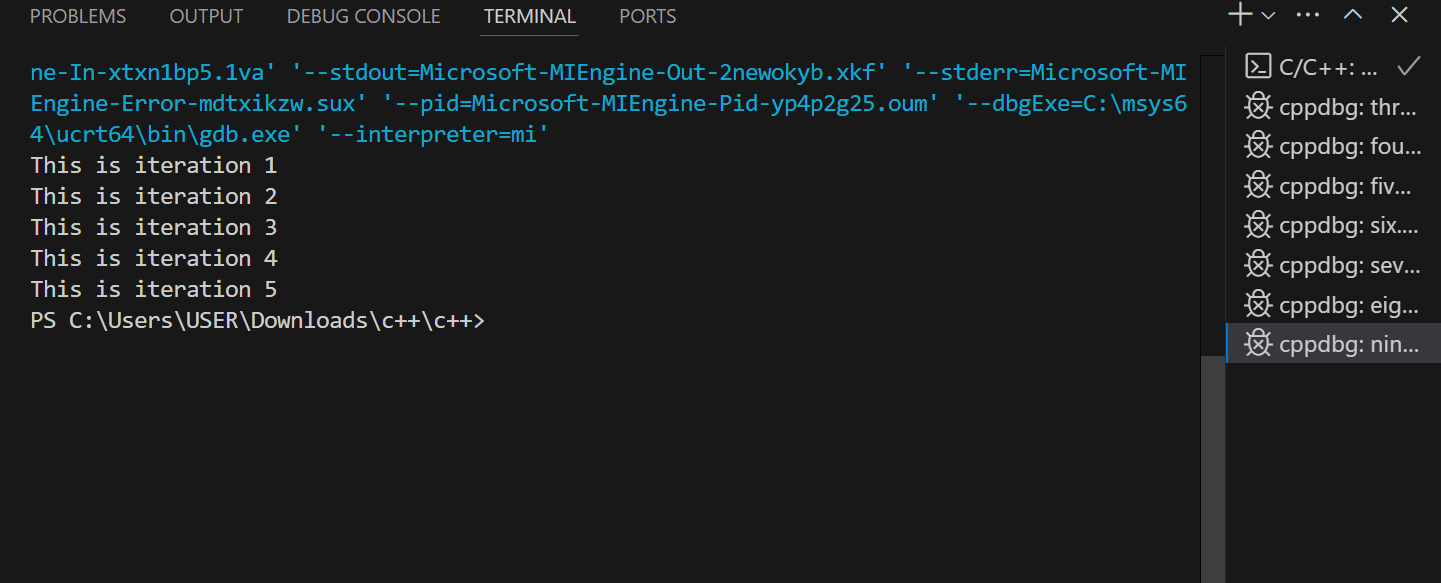 PROBLEMS OUTPUT DEBUG CONSOLE TERMINAL PORTS
ne-In-xtxn1bp5.1va' '--stdout=Microsoft-MIEngine-Out-2newokyb.xkf' '--stderr=Microsoft-MI
Engine-Error-mdtxikzw.sux' '--pid=Microsoft-MIEngine-Pid-yp4p2g25.oum' '--dbgExe=C:\msys6
4\ucrt64\bin\gdb.exe' '--interpreter=mi'
This is iteration 1
This is iteration 2
This is iteration 3
This is iteration 4
This is iteration 5
PS C:\Users\USER\Downloads\c++\c++>
C/C++: ...
cppdbg: thr...
cppdbg: fou...
cppdbg: fiv...
cppdbg: six....
cppdbg: sev...
cppdbg: eig...
cppdbg: nin...